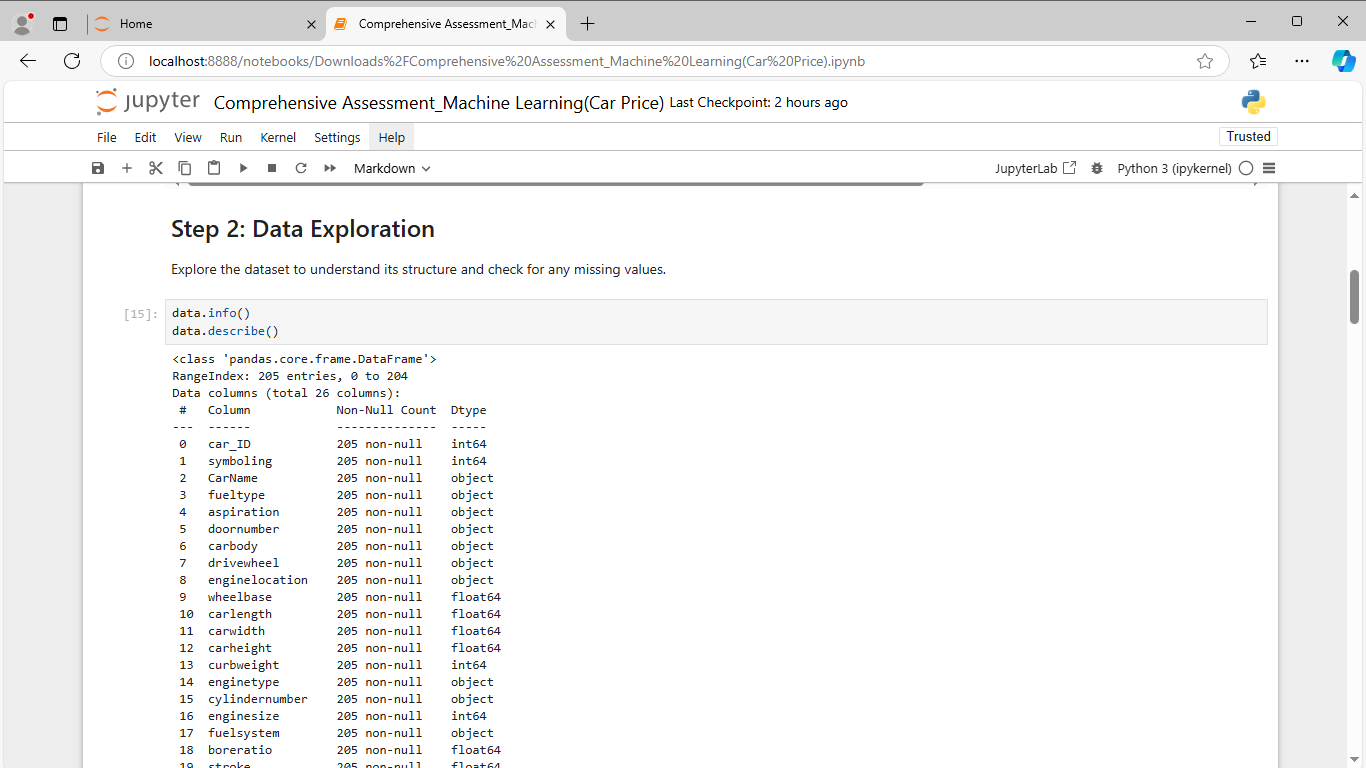 Home
Comprehensive Assessment_Mach
localhost:8888/notebooks/Downloads%2FComprehensive%20Assessment_Machine%20Learning(Car%20Price).ipynb
jupyter Comprehensive Assessment_Machine Learning(Car Price) Last Checkpoint: 2 hours ago
File Edit View Run Kernel Settings Help Trusted
Markdown JupyterLab Python 3 (ipykernel)
Step 2: Data Exploration
Explore the dataset to understand its structure and check for any missing values.
[15]: data.info()
data.describe()
<class 'pandas.core.frame.DataFrame'>
RangeIndex: 205 entries, 0 to 204
Data columns (total 26 columns):
# Column Non-Null Count Dtype
--- ------ -------------- -----
0 car_ID 205 non-null int64
1 symboling 205 non-null int64
2 CarName 205 non-null object
3 fueltype 205 non-null object
4 aspiration 205 non-null object
5 doornumber 205 non-null object
6 carbody 205 non-null object
7 drivewheel 205 non-null object
8 enginelocation 205 non-null object
9 wheelbase 205 non-null float64
10 carlength 205 non-null float64
11 carwidth 205 non-null float64
12 carheight 205 non-null float64
13 curbweight 205 non-null int64
14 enginetype 205 non-null object
15 cylindernumber 205 non-null object
16 enginesize 205 non-null int64
17 fuelsystem 205 non-null object
18 boreratio 205 non-null float64
19 stroke 205 non-null float64